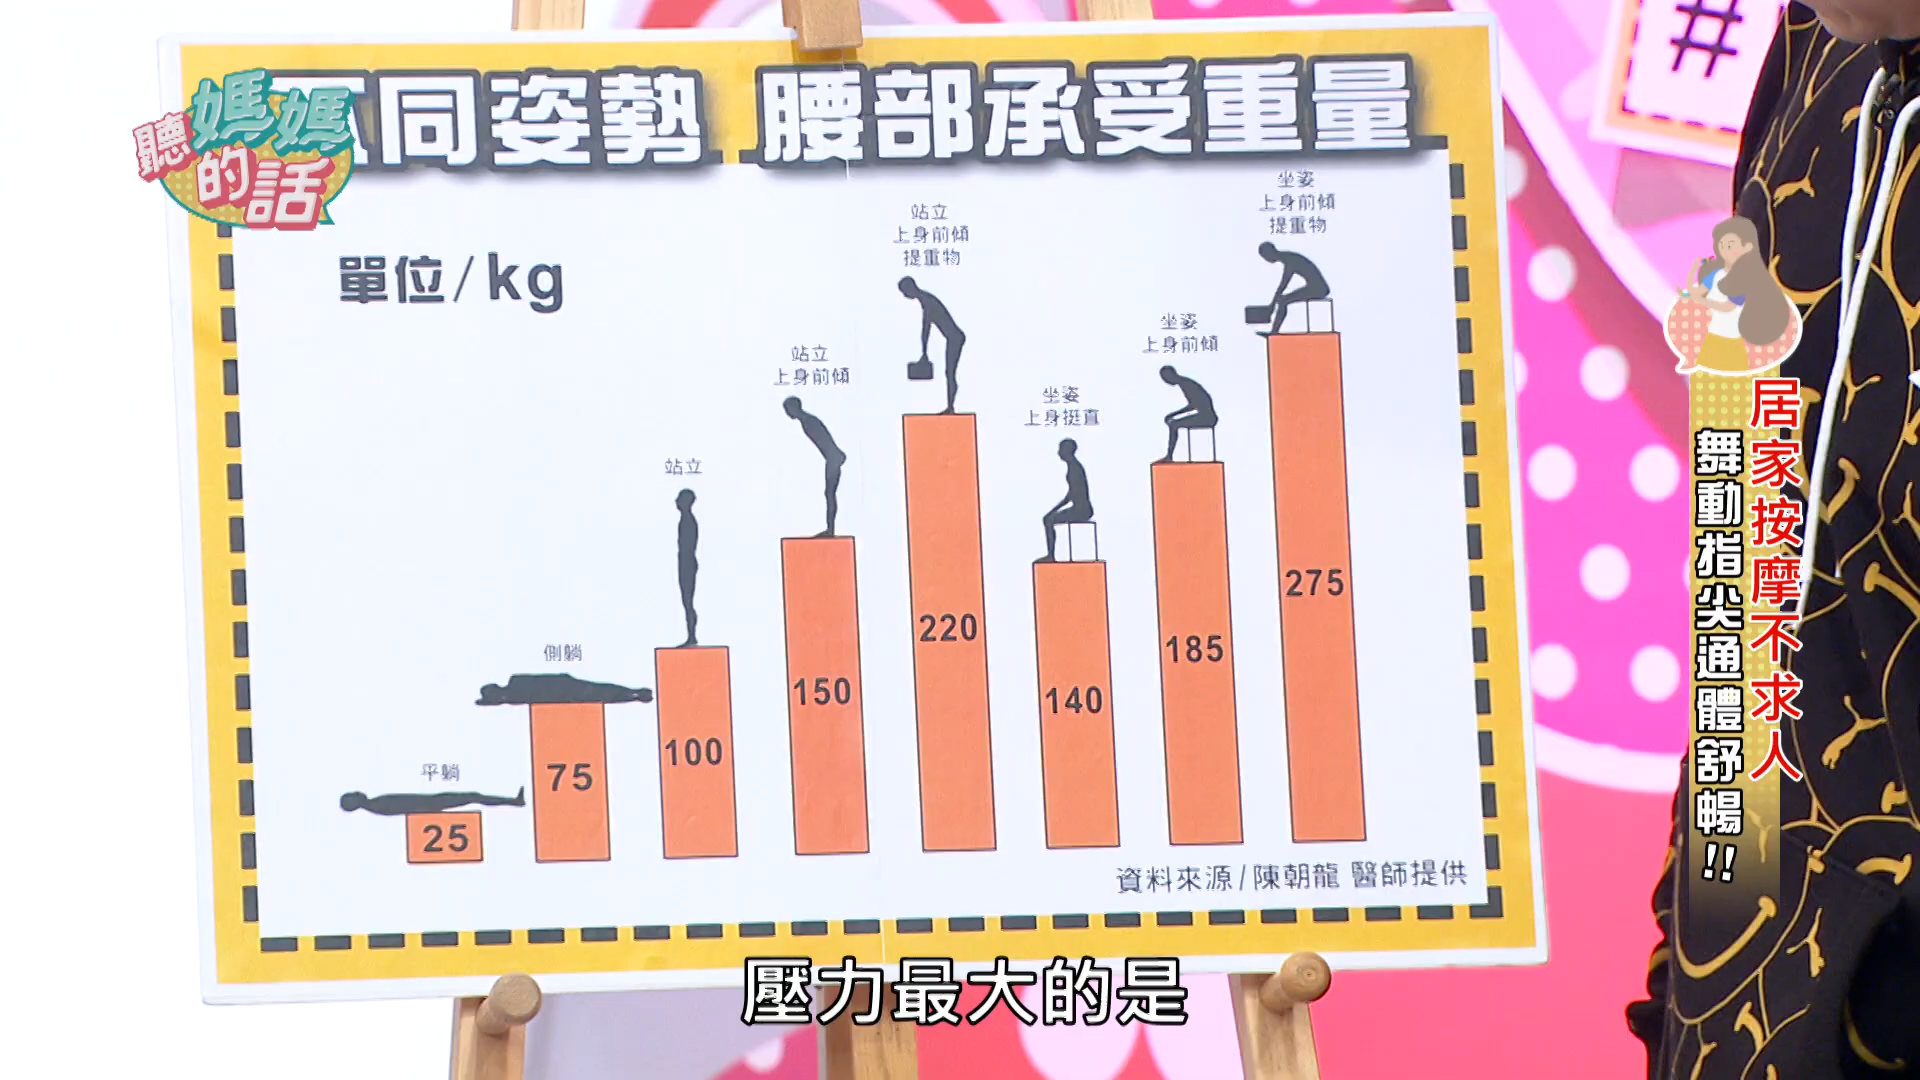 聽媽媽的話
同姿勢 腰部承受重量
#
單位/kg
平躺
25
側躺
75
站立
100
站立
上身前傾
150
站立
上身前傾
提重物
220
坐姿
上身挺直
140
坐姿
上身前傾
185
坐姿
上身前傾
提重物
275
資料來源/陳朝龍 醫師提供
居家按摩不求人
舞動指尖通體舒暢!!
壓力最大的是